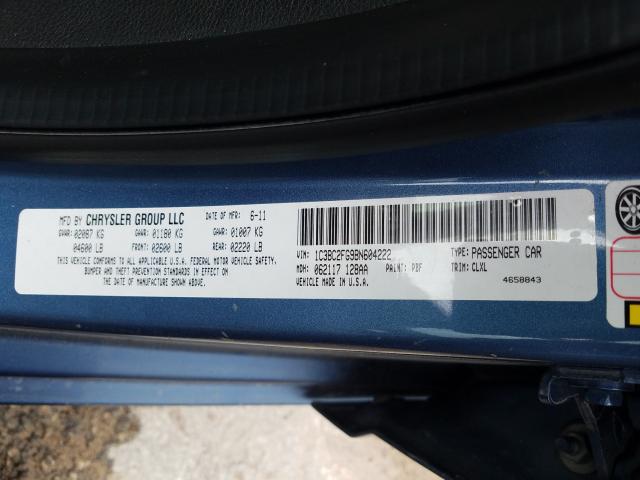 MFD BY CHRYSLER GROUP LLC DATE OF MFR: 6-11
GVWR: 02087 KG GAWR: 01180 KG GAWR: 01007 KG
04600 LB FRONT: 02600 LB REAR: 02220 LB
THIS VEHICLE CONFORMS TO ALL APPLICABLE U.S.A. FEDERAL MOTOR VEHICLE SAFETY,
BUMPER AND THEFT PREVENTION STANDARDS IN EFFECT ON
THE DATE OF MANUFACTURE SHOWN ABOVE.
VIN: 1C3BC2FG9BN604222 TYPE: PASSENGER CAR
MDH: 062117 128AA PAINT: PDF TRIM: CLXL
VEHICLE MADE IN U.S.A. 4658843